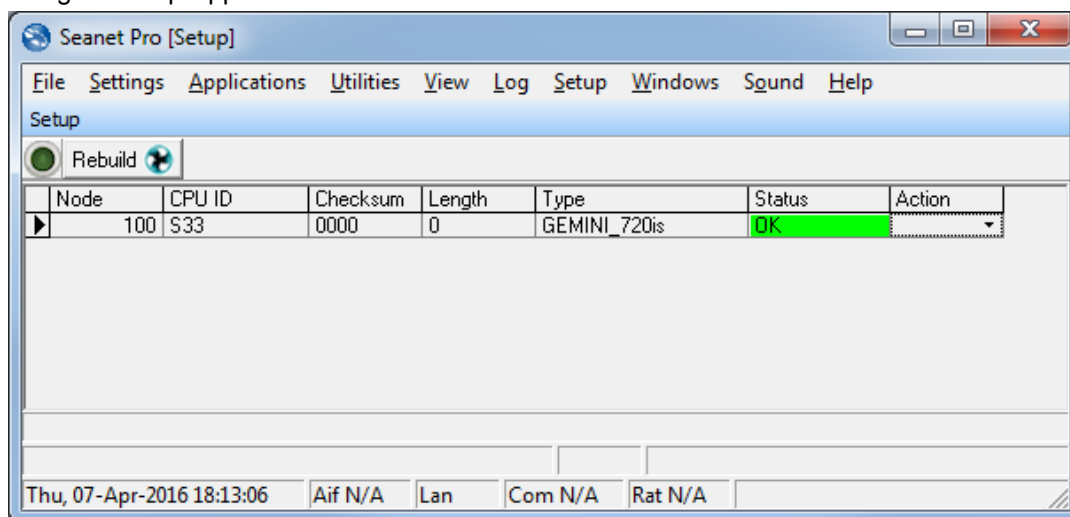 Seanet Pro [Setup]
File Settings Applications Utilities View Log Setup Windows Sound Help
Setup
Rebuild
Node CPU ID Checksum Length Type Status Action
100 S33 0000 0 GEMINI_720is OK
Thu, 07-Apr-2016 18:13:06 Aif N/A Lan Com N/A Rat N/A